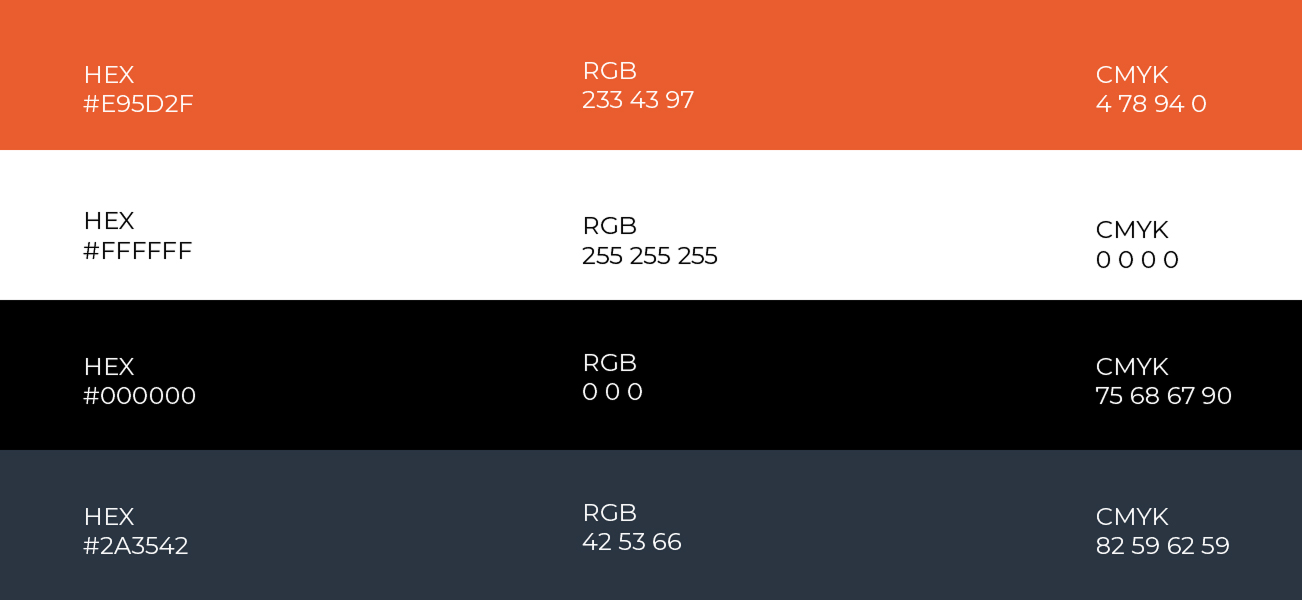 HEX
#E95D2F
RGB
233 43 97
CMYK
4 78 94 0
HEX
#FFFFFF
RGB
255 255 255
CMYK
0 0 0 0
HEX
#000000
RGB
0 0 0
CMYK
75 68 67 90
HEX
#2A3542
RGB
42 53 66
CMYK
82 59 62 59